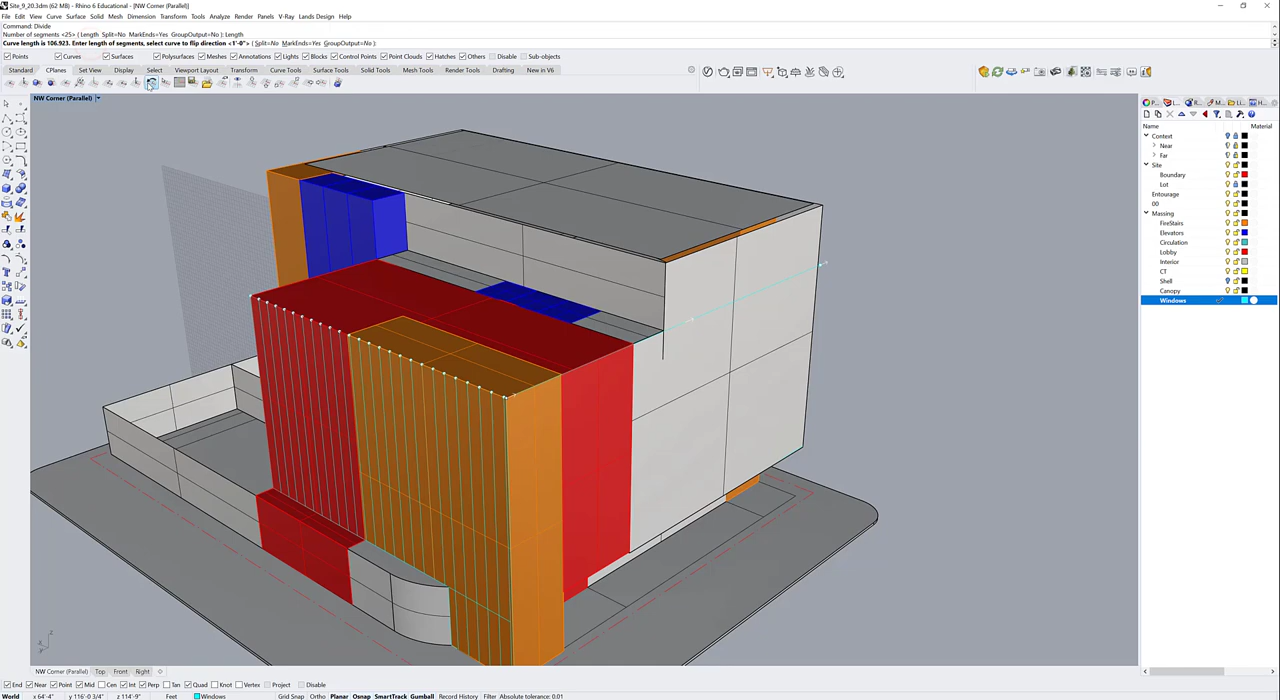 Site_9_20.3dm (62 MB) - Rhino 6 Educational - [NW Corner (Parallel)]
File Edit View Curve Surface Solid Mesh Dimension Transform Tools Analyze Render Panels V-Ray Lands Design Help
Command: Divide
Number of segments <25> ( Length Split=No MarkEnds=Yes GroupOutput=No ): Length
Curve length is 106.923. Enter length of segments, select curve to flip direction <1'-0"> ( Split=No MarkEnds=Yes GroupOutput=No ):
Points Curves Surfaces Polysurfaces Meshes Annotations Lights Blocks Control Points Point Clouds Hatches Others Disable Sub-objects
Standard CPlanes Set View Display Select Viewport Layout Transform Curve Tools Surface Tools Solid Tools Mesh Tools Render Tools Drafting New in V6
NW Corner (Parallel)
Name Material
Context
Near
Far
Site
Boundary
Lot
Entourage
00
Massing
FireStairs
Elevators
Circulation
Lobby
Interior
CT
Shell
Canopy
Windows
NW Corner (Parallel) Top Front Right
End Near Point Mid Cen Int Perp Tan Quad Knot Vertex Project Disable
World x 64'-4" y 116'-0 3/4" z 114'-9" Feet Windows Grid Snap Ortho Planar Osnap SmartTrack Gumball Record History Filter Absolute tolerance: 0.01